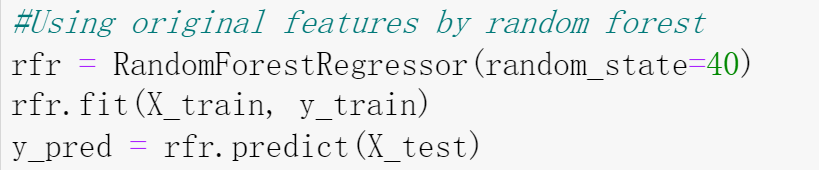 #Using original features by random forest
rfr = RandomForestRegressor(random_state=40)
rfr.fit(X_train, y_train)
y_pred = rfr.predict(X_test)